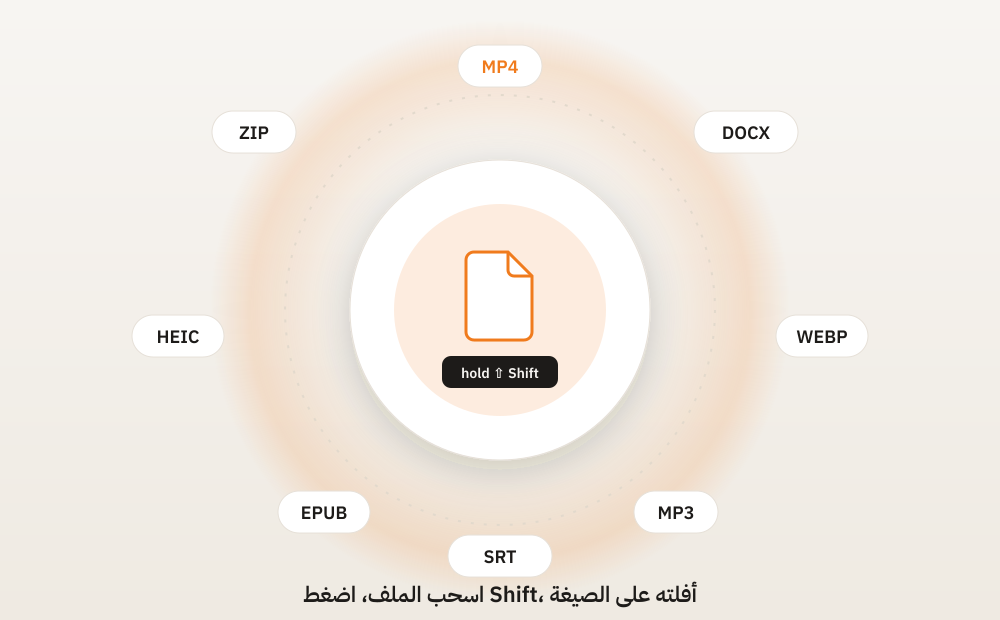 MP4
ZIP
DOCX
HEIC
WEBP
hold ⇧ Shift
EPUB
MP3
SRT
اسحب الملف، اضغط Shift، أفلته على الصيغة